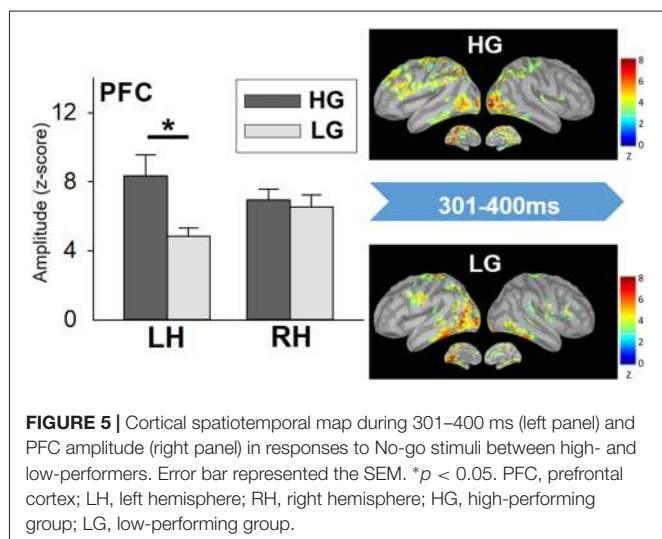 PFC
HG
LG
*
Amplitude (z-score)
12
8
4
0
LH
RH
HG
8
6
4
2
0
Z
301-400ms
LG
8
6
4
2
0
Z
FIGURE 5 | Cortical spatiotemporal map during 301–400 ms (left panel) and
PFC amplitude (right panel) in responses to No-go stimuli between high- and
low-performers. Error bar represented the SEM. *p < 0.05. PFC, prefrontal
cortex; LH, left hemisphere; RH, right hemisphere; HG, high-performing
group; LG, low-performing group.